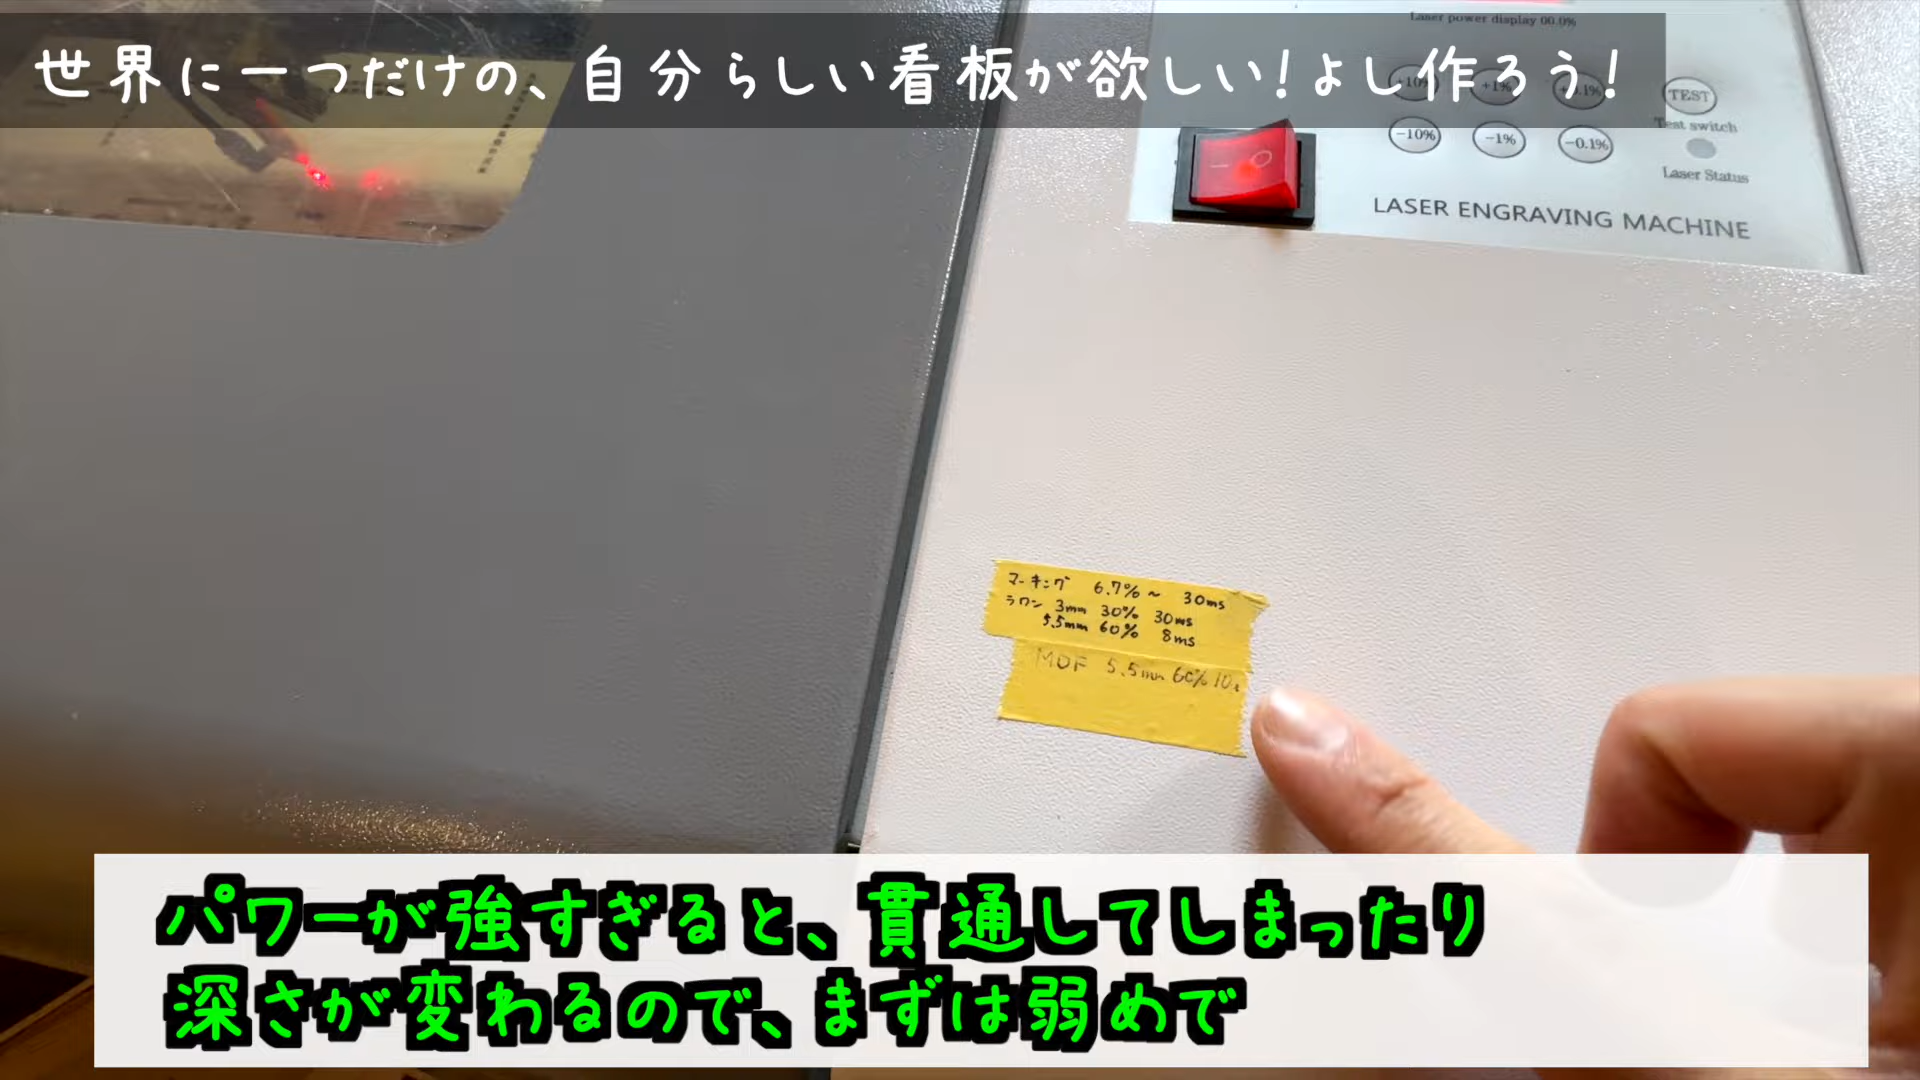 世界に一つだけの、自分らしい看板が欲しい!よし作ろう!
Laser power display 00.0%
+10% +1% +0.1% TEST
Test switch
-10% -1% -0.1%
Laser Status
LASER ENGRAVING MACHINE
マーキング 6.7%~ 30ms
ラワン 3mm 30% 30ms
5.5mm 60% 8ms
MDF 5.5mm 60%
パワーが強すぎると、貫通してしまったり
深さが変わるので、まずは弱めで